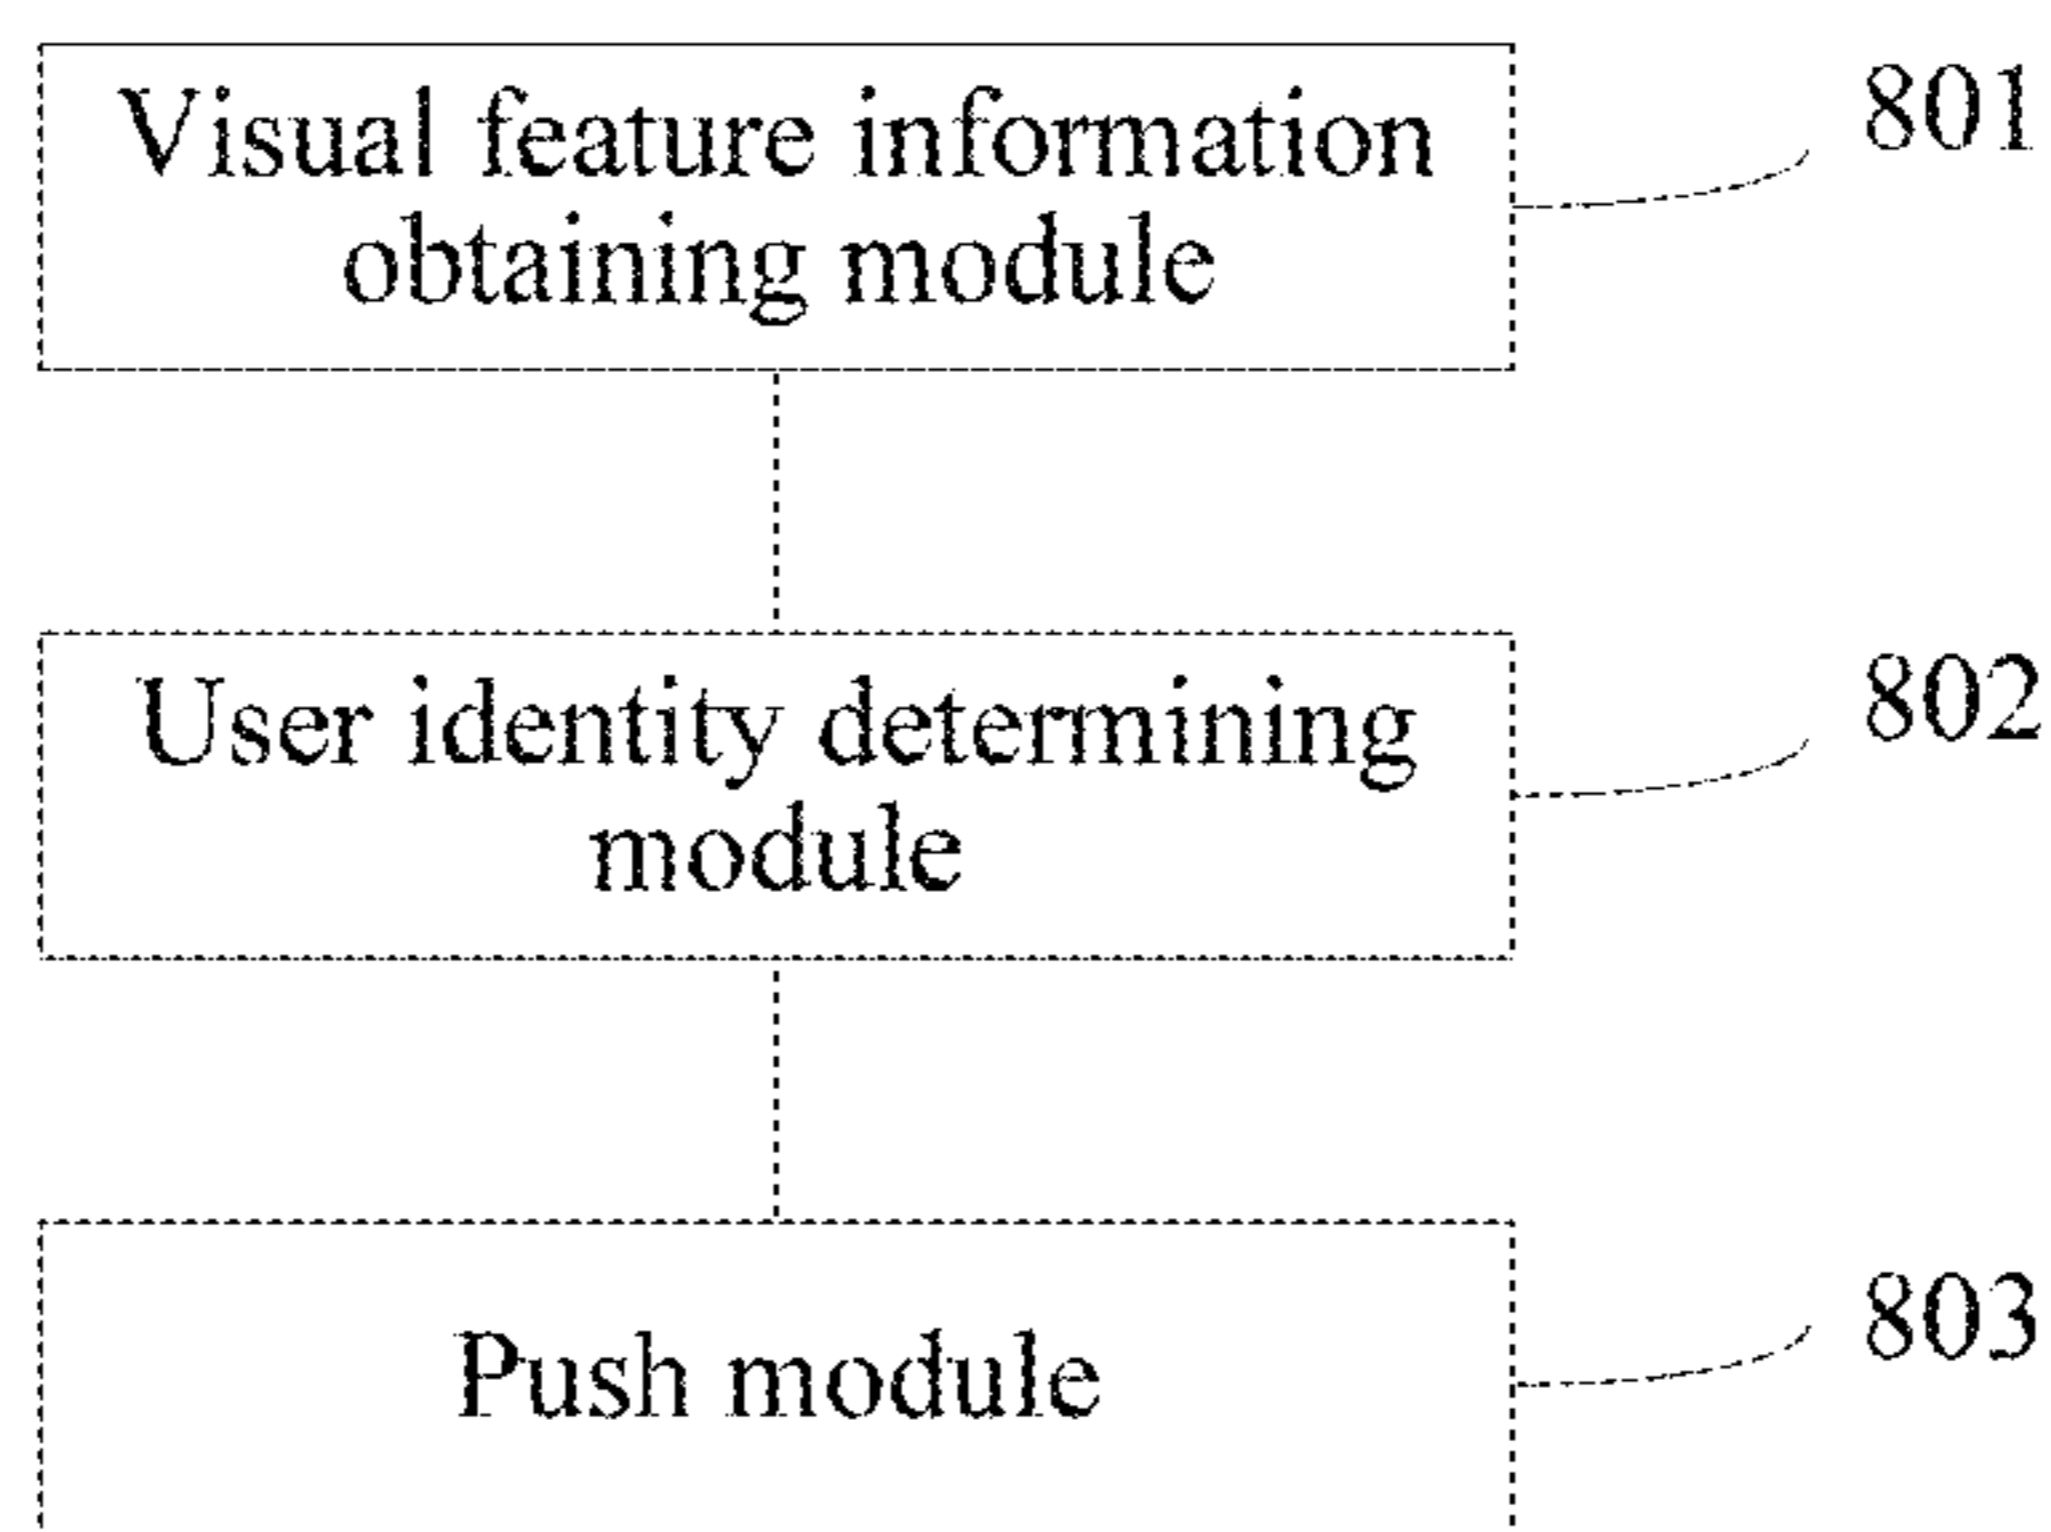 Visual feature information
obtaining module
801
User identity determining
module
802
Push module
803